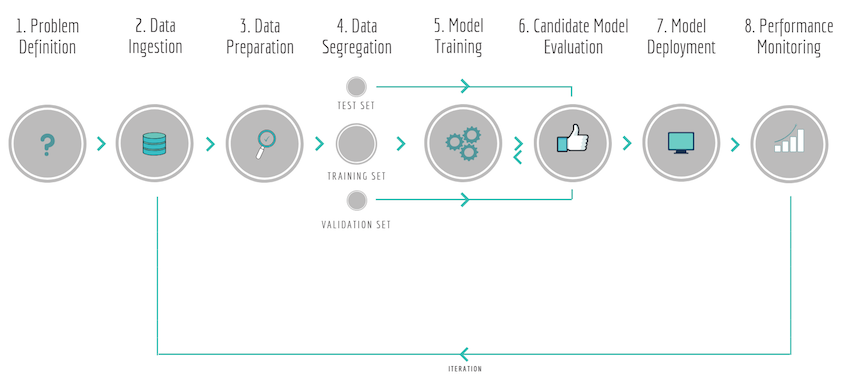 1. Problem
Definition
2. Data
Ingestion
3. Data
Preparation
4. Data
Segregation
5. Model
Training
6. Candidate Model
Evaluation
7. Model
Deployment
8. Performance
Monitoring
TEST SET
?
TRAINING SET
VALIDATION SET
ITERATION